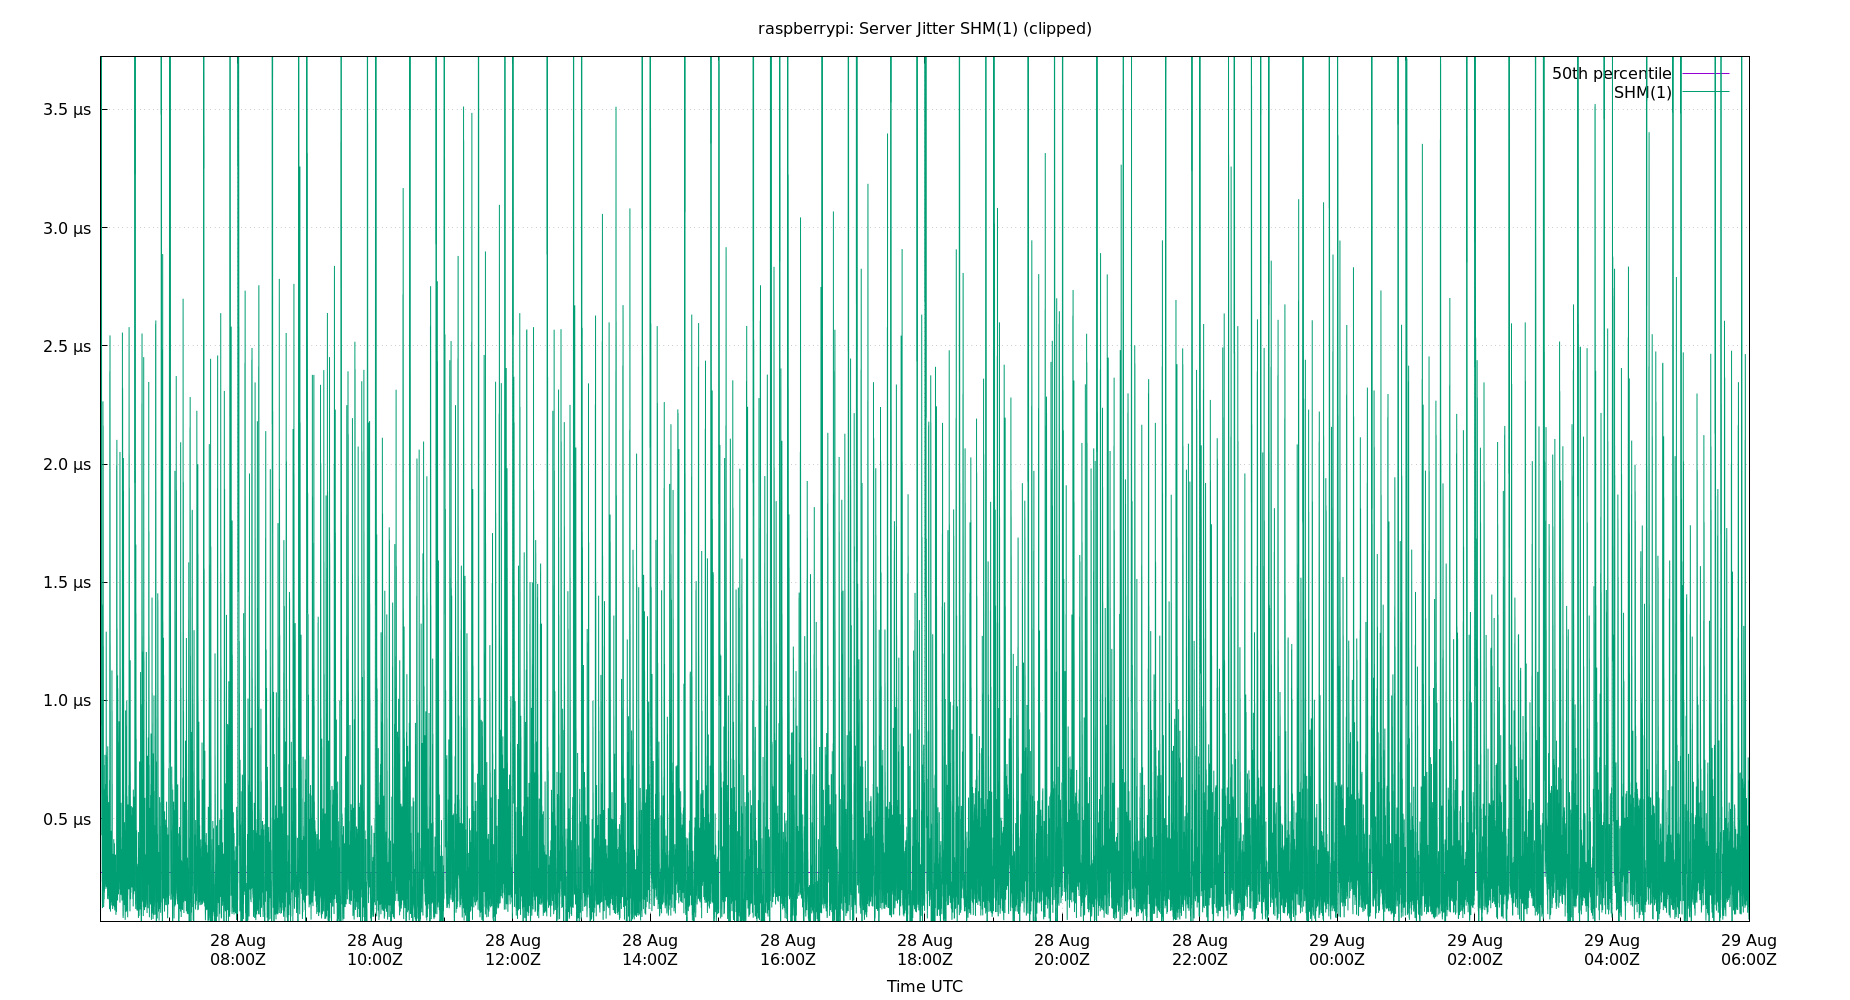 raspberrypi: Server Jitter SHM(1) (clipped)
50th percentile
SHM(1)
3.5 µs
3.0 µs
2.5 µs
2.0 µs
1.5 µs
1.0 µs
0.5 µs
28 Aug 28 Aug 28 Aug 28 Aug 28 Aug 28 Aug 28 Aug 28 Aug 29 Aug 29 Aug 29 Aug 29 Aug
08:00Z 10:00Z 12:00Z 14:00Z 16:00Z 18:00Z 20:00Z 22:00Z 00:00Z 02:00Z 04:00Z 06:00Z
Time UTC